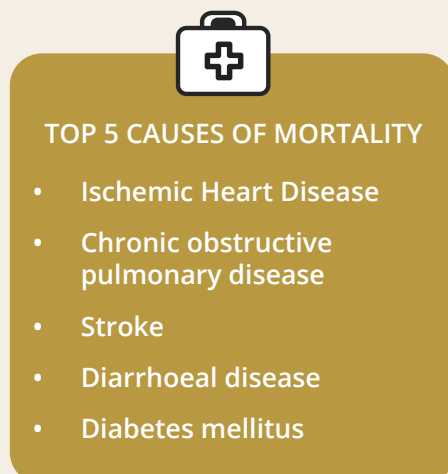 TOP 5 CAUSES OF MORTALITY
• Ischemic Heart Disease
• Chronic obstructive
pulmonary disease
• Stroke
• Diarrhoeal disease
• Diabetes mellitus